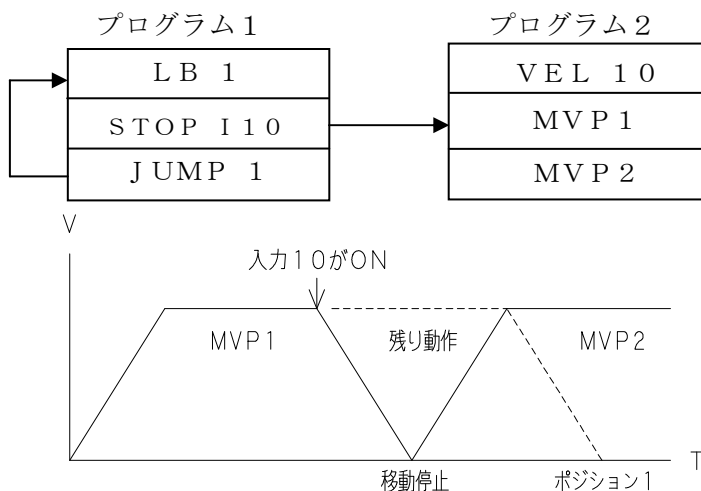 プログラム１
ＬＢ １
ＳＴＯＰ Ｉ１０
ＪＵＭＰ １
プログラム２
ＶＥＬ １０
ＭＶＰ１
ＭＶＰ２
V
入力１０がON
MVP1
残り動作
MVP2
T
移動停止
ポジション１